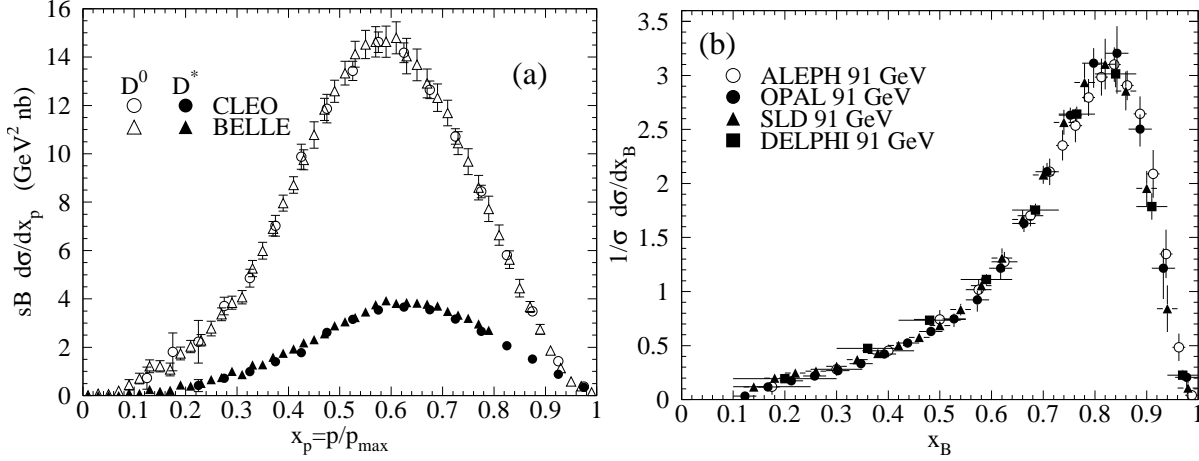 (a)
D⁰ D*
CLEO
BELLE
sB dσ/dxₚ (GeV² nb)
0 2 4 6 8 10 12 14 16
0 0.1 0.2 0.3 0.4 0.5 0.6 0.7 0.8 0.9 1
xₚ=p/pₘₐₓ
(b)
ALEPH 91 GeV
OPAL 91 GeV
SLD 91 GeV
DELPHI 91 GeV
1/σ dσ/dx_B
0 0.5 1 1.5 2 2.5 3 3.5
0 0.1 0.2 0.3 0.4 0.5 0.6 0.7 0.8 0.9 1
x_B